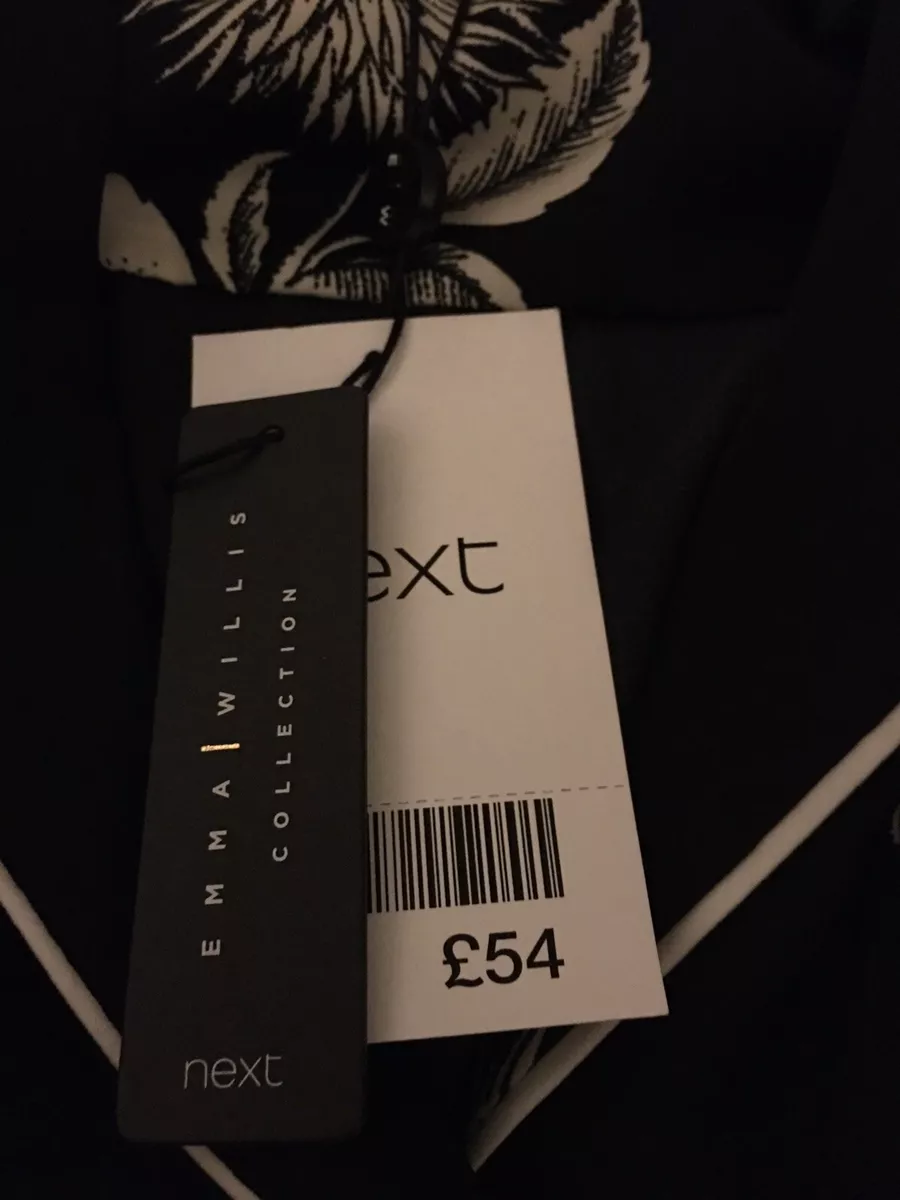 EMMA | WILLIS
COLLECTION
next
ext
£54